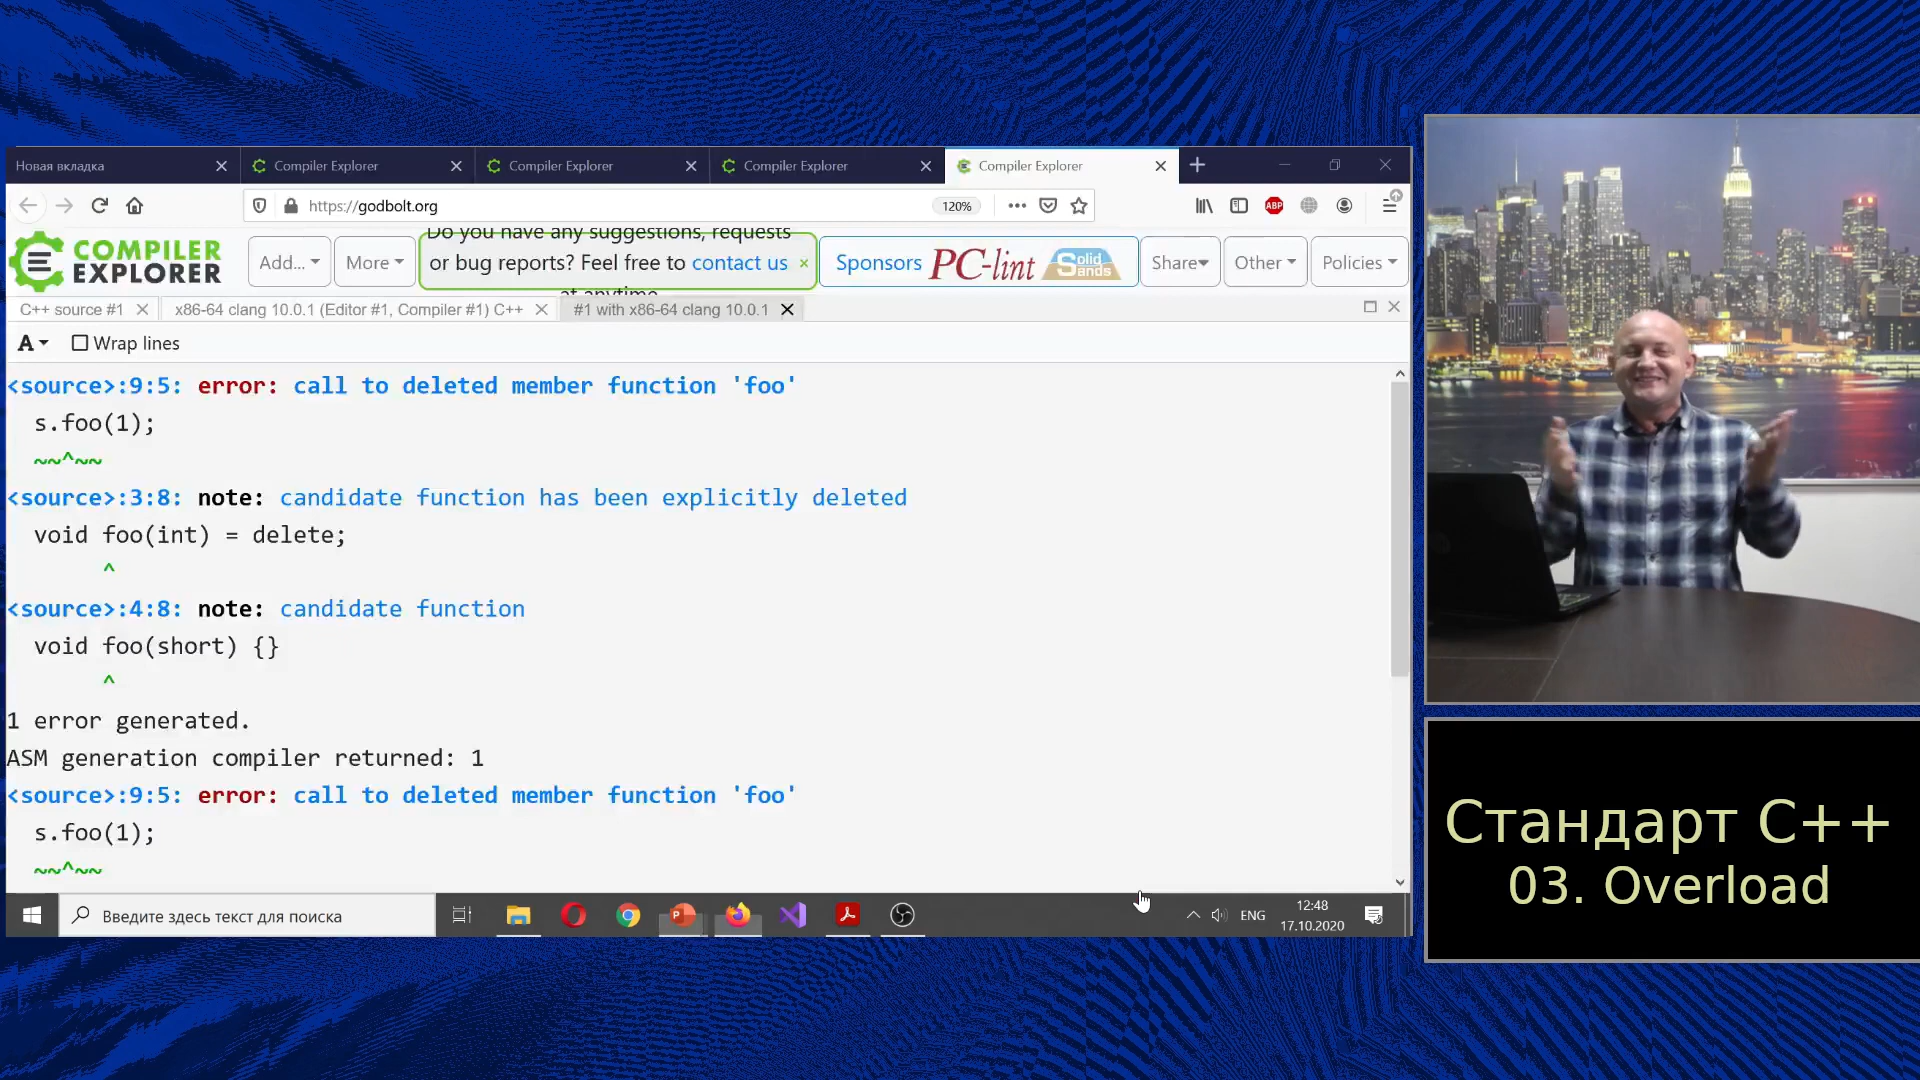 Новая вкладка
Compiler Explorer
Compiler Explorer
Compiler Explorer
Compiler Explorer
https://godbolt.org
120%
ABP
COMPILER
EXPLORER
Add...
More
Do you have any suggestions, requests
or bug reports? Feel free to contact us ×
at anytime
Sponsors PC-lint Solid Sands
Share
Other
Policies
C++ source #1
x86-64 clang 10.0.1 (Editor #1, Compiler #1) C++
#1 with x86-64 clang 10.0.1
A
Wrap lines
<source>:9:5: error: call to deleted member function 'foo'
s.foo(1);
~~^~~
<source>:3:8: note: candidate function has been explicitly deleted
void foo(int) = delete;
^
<source>:4:8: note: candidate function
void foo(short) {}
^
1 error generated.
ASM generation compiler returned: 1
<source>:9:5: error: call to deleted member function 'foo'
s.foo(1);
~~^~~
Введите здесь текст для поиска
ENG
12:48
17.10.2020
Стандарт C++
03. Overload